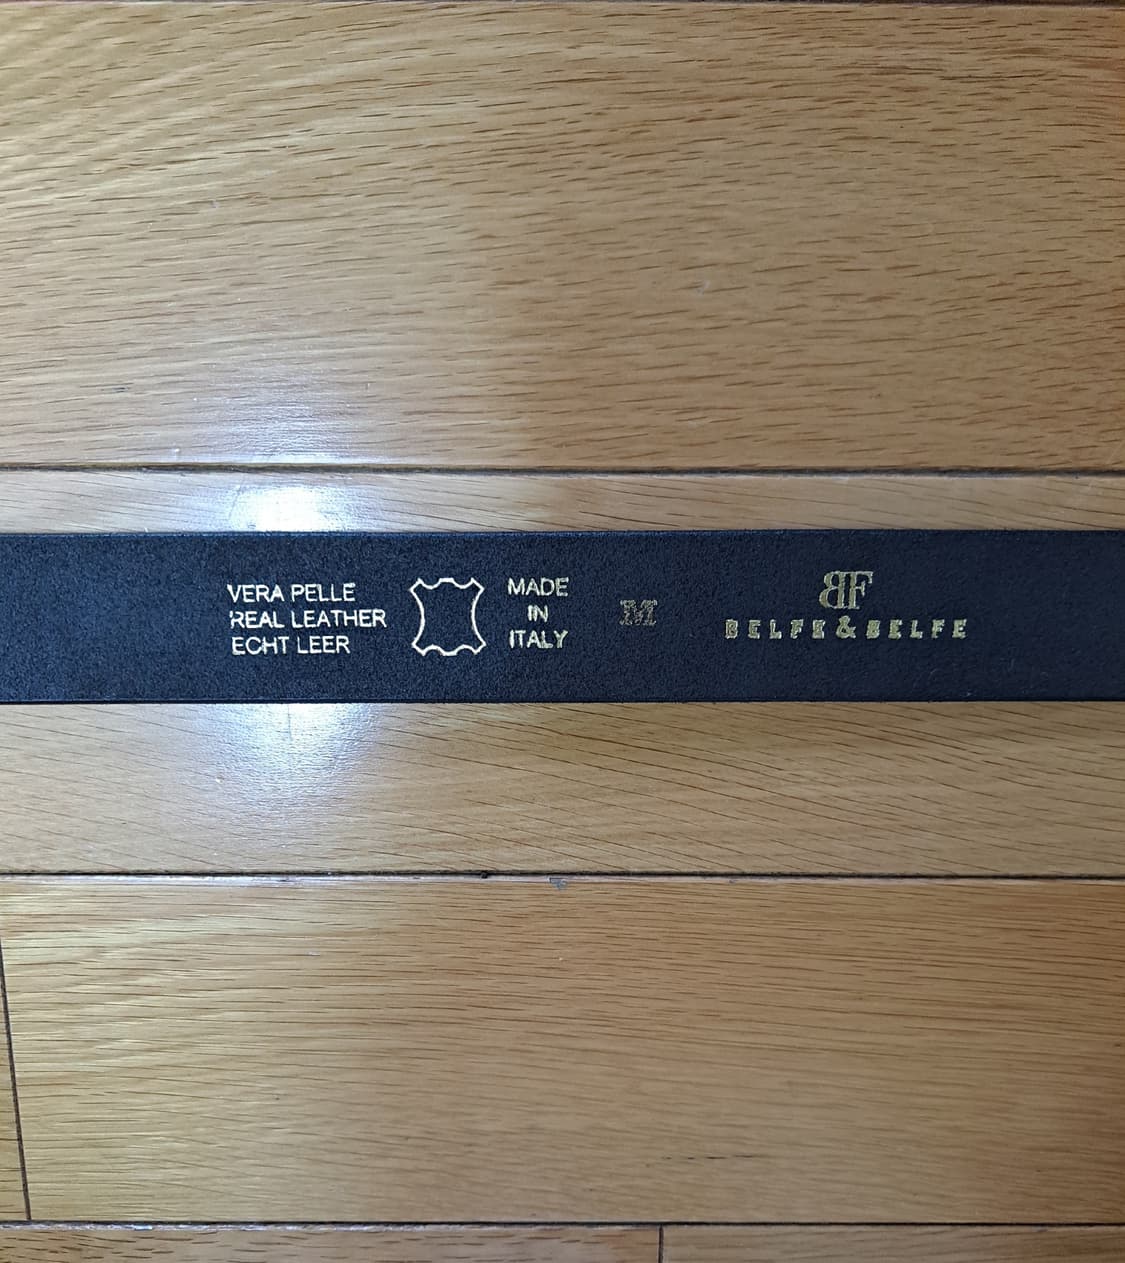 VERA PELLE
REAL LEATHER
ECHT LEER
MADE
IN
ITALY
M
BF
BELFE & BELFE